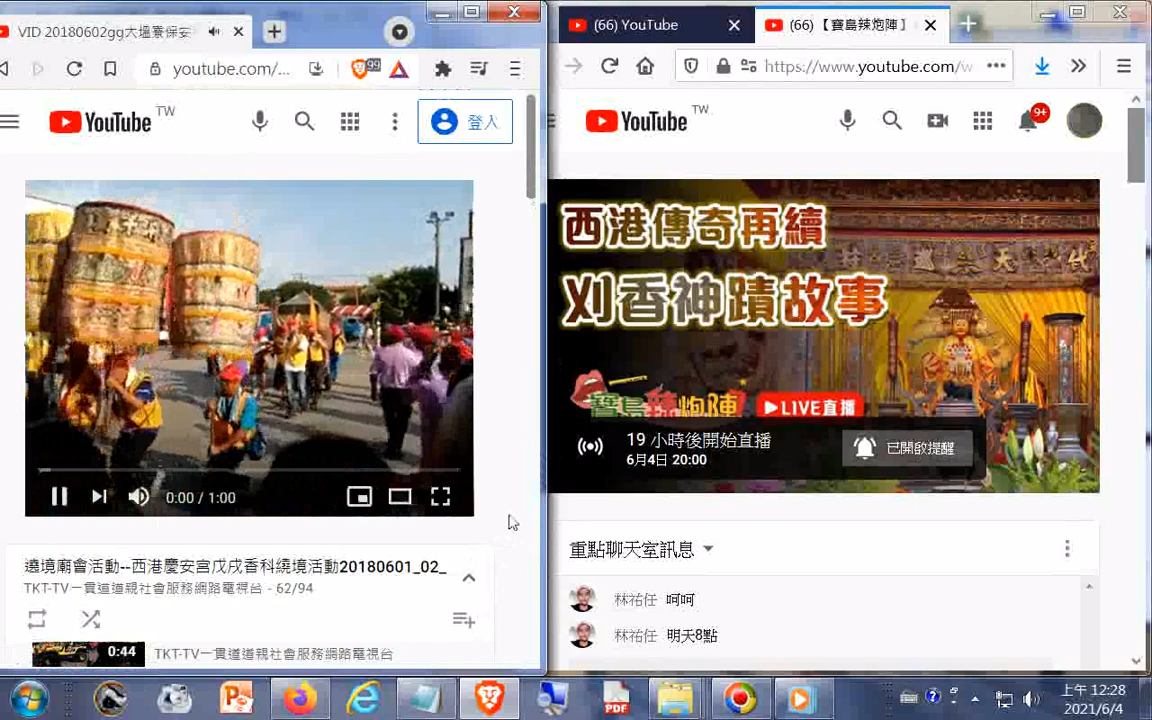 VID 20180602gg大塭寮保安
youtube.com/...
99
YouTube TW
登入
0:00 / 1:00
遶境廟會活動--西港慶安宮戊戌香科繞境活動20180601_02_
TKT-TV一貫道道親社會服務網路電視台 - 62/94
0:44
TKT-TV一貫道道親社會服務網路電視台
(66) YouTube
(66) 【寶島辣炮陣】
https://www.youtube.com/w
YouTube TW
9+
西港傳奇再續
刈香神蹟故事
寶島辣炮陣
LIVE直播
19 小時後開始直播
6月4日 20:00
已開啟提醒
重點聊天室訊息
林祐任 呵呵
林祐任 明天8點
PDF
上午 12:28
2021/6/4